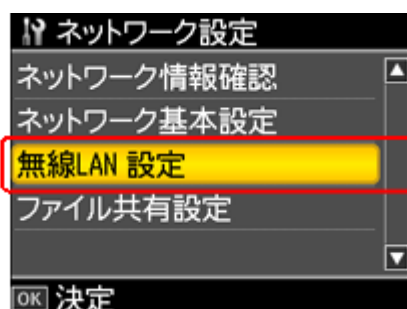 ネットワーク設定
ネットワーク情報確認
ネットワーク基本設定
無線LAN 設定
ファイル共有設定
OK 決定